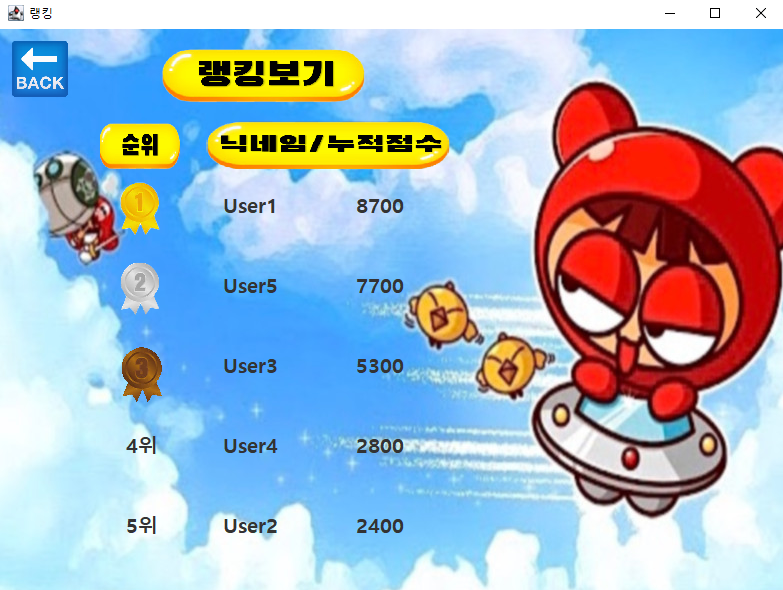 랭킹
BACK
랭킹보기
순위 닉네임/누적점수
1 User1 8700
2 User5 7700
3 User3 5300
4위 User4 2800
5위 User2 2400